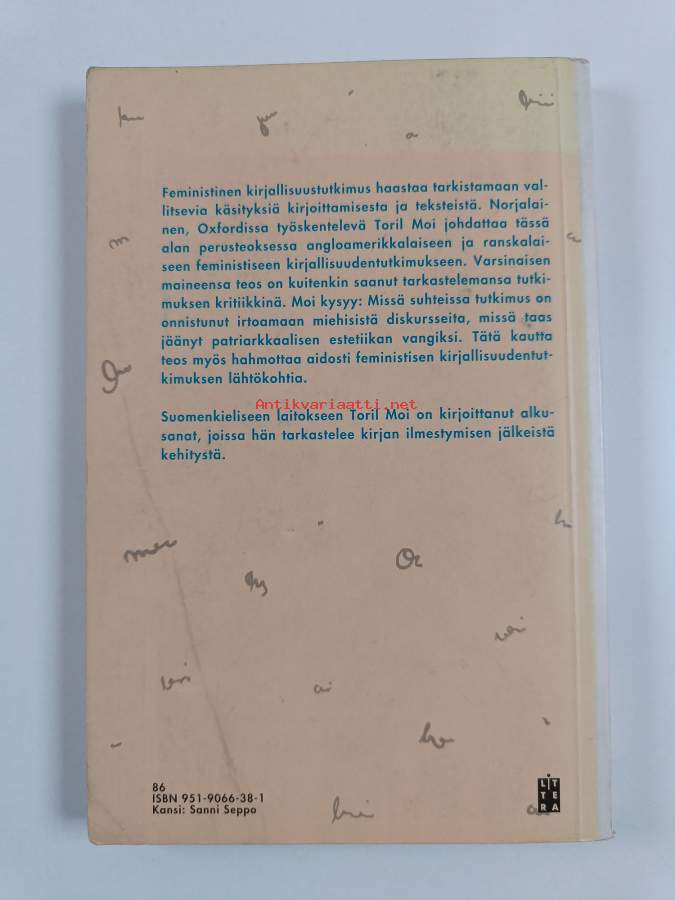 Feministinen kirjallisuustutkimus haastaa tarkistamaan val-
litsevia käsityksiä kirjoittamisesta ja teksteistä. Norjalai-
nen, Oxfordissa työskentelevä Toril Moi johdattaa tässä
alan perusteoksessa angloamerikkalaiseen ja ranskalai-
seen feministiseen kirjallisuudentutkimukseen. Varsinaisen
maineensa teos on kuitenkin saanut tarkastelemansa tutki-
muksen kritiikkinä. Moi kysyy: Missä suhteissa tutkimus on
onnistunut irtoamaan miehisistä diskursseita, missä taas
jäänyt patriarkkaalisen estetiikan vangiksi. Tätä kautta
teos myös hahmottaa aidosti feministisen kirjallisuudentut-
kimuksen lähtökohtia.
Antikvariaatti.net
Suomenkieliseen laitokseen Toril Moi on kirjoittanut alku-
sanat, joissa hän tarkastelee kirjan ilmestymisen jälkeistä
kehitystä.
86
ISBN 951-9066-38-1
Kansi: Sanni Seppo
LIT
TE
RA